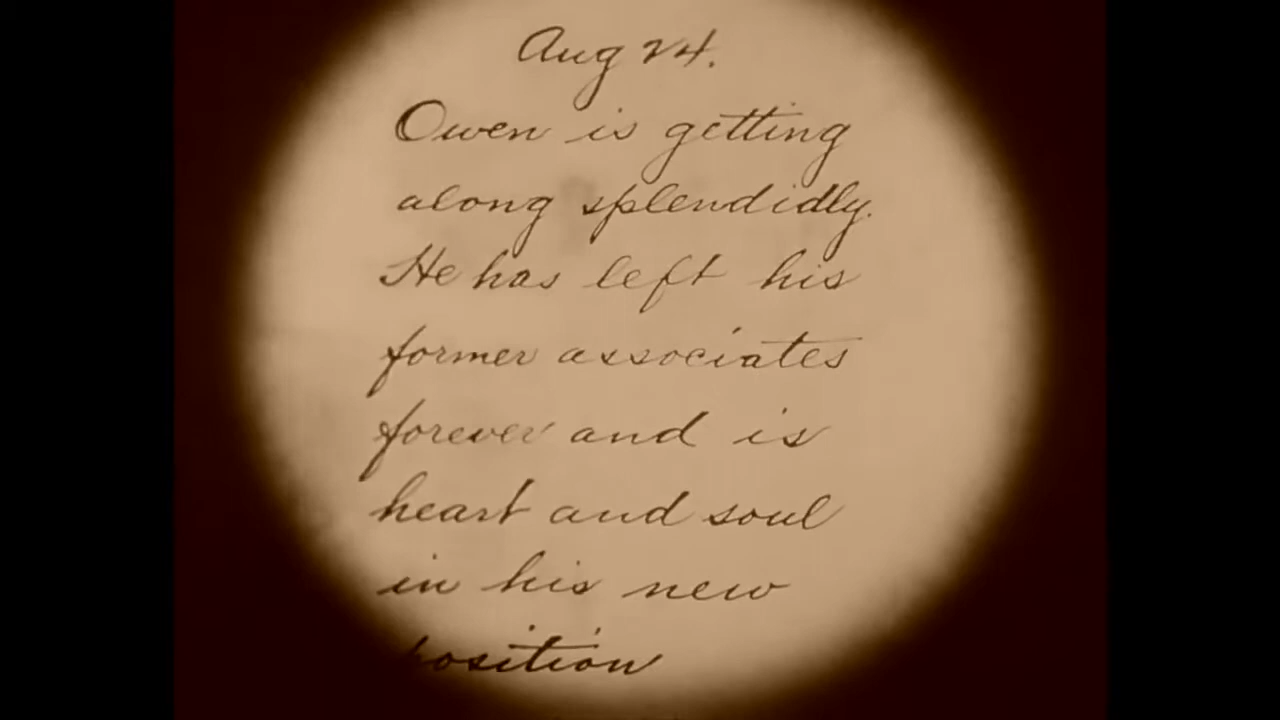 Aug 24.
Owen is getting
along splendidly.
He has left his
former associates
forever and is
heart and soul
in his new
position